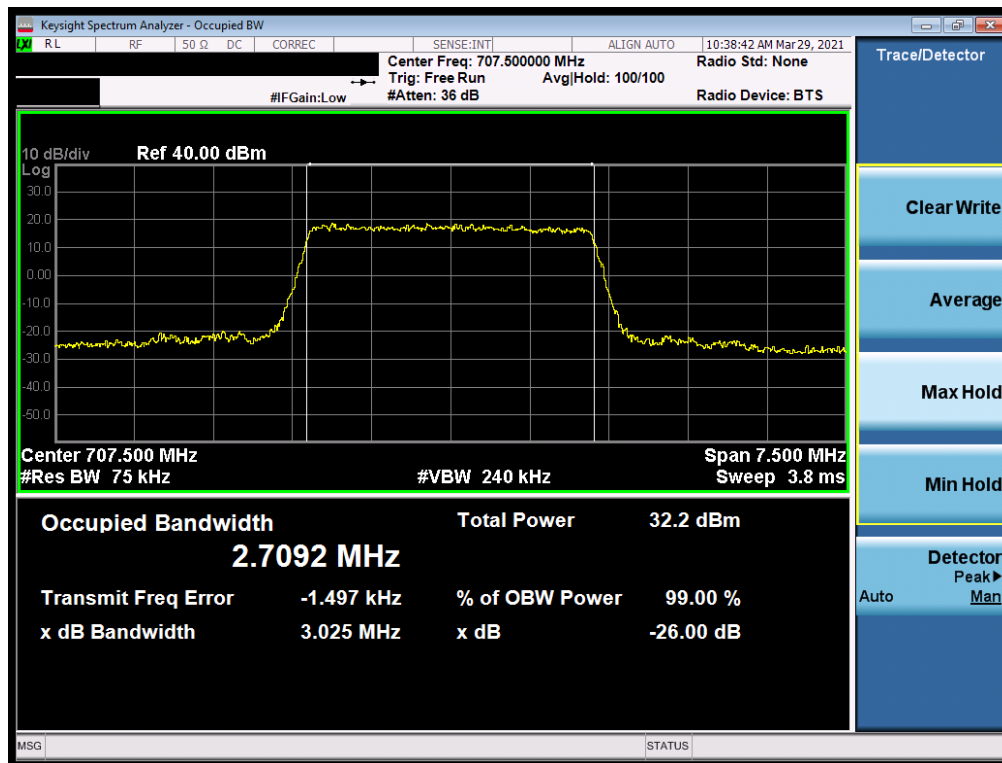 Keysight Spectrum Analyzer - Occupied BW
LXI RL RF 50 Ω DC CORREC SENSE:INT ALIGN AUTO 10:38:42 AM Mar 29, 2021
Center Freq: 707.500000 MHz Radio Std: None
Trig: Free Run Avg|Hold: 100/100
#IFGain:Low #Atten: 36 dB Radio Device: BTS
10 dB/div Ref 40.00 dBm
Log
30.0
20.0
10.0
0.00
-10.0
-20.0
-30.0
-40.0
-50.0
Center 707.500 MHz Span 7.500 MHz
#Res BW 75 kHz #VBW 240 kHz Sweep 3.8 ms
Occupied Bandwidth Total Power 32.2 dBm
2.7092 MHz
Transmit Freq Error -1.497 kHz % of OBW Power 99.00 %
x dB Bandwidth 3.025 MHz x dB -26.00 dB
MSG STATUS
Trace/Detector
Clear Write
Average
Max Hold
Min Hold
Detector
Peak▶
Auto Man